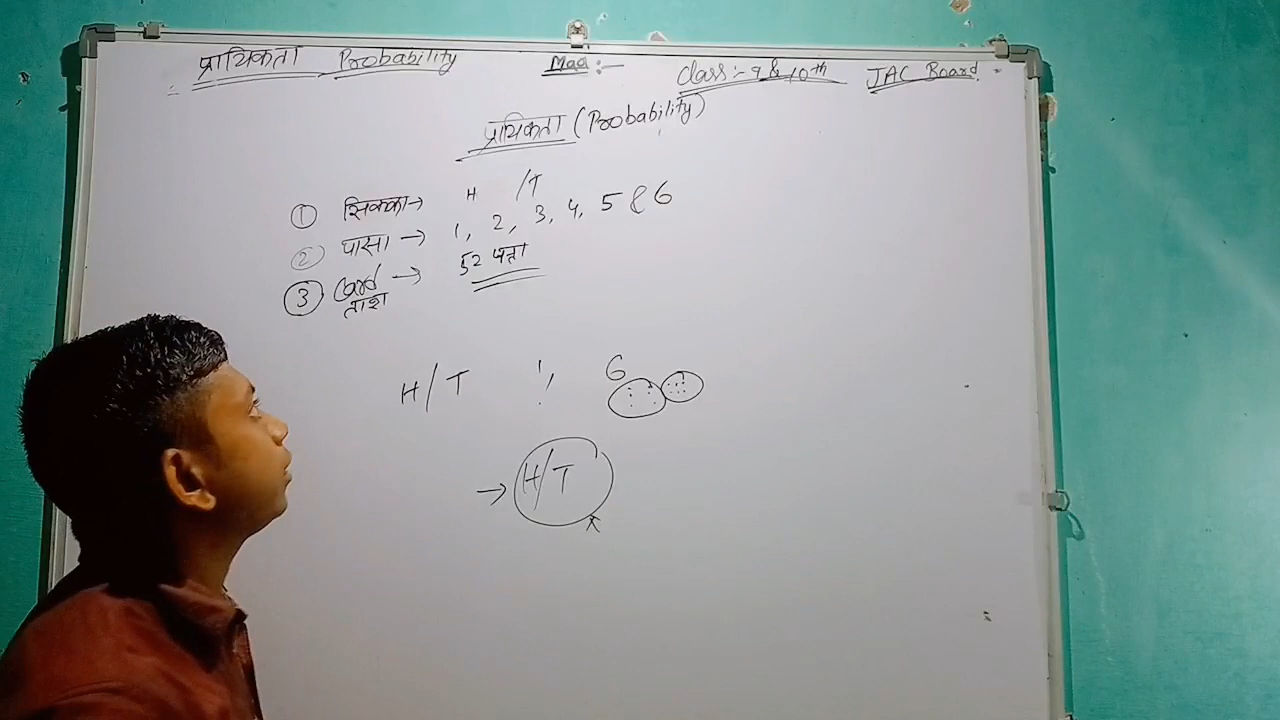 प्रायिकता Probability Maa :- Class:- 9 & 10th JAC Board.
प्रायिकता (Probability)
① सिक्का → H /T
② पासा → 1, 2, 3, 4, 5 & 6
③ Card → 52 पत्ता
ताश
H/T 6
→ H/T